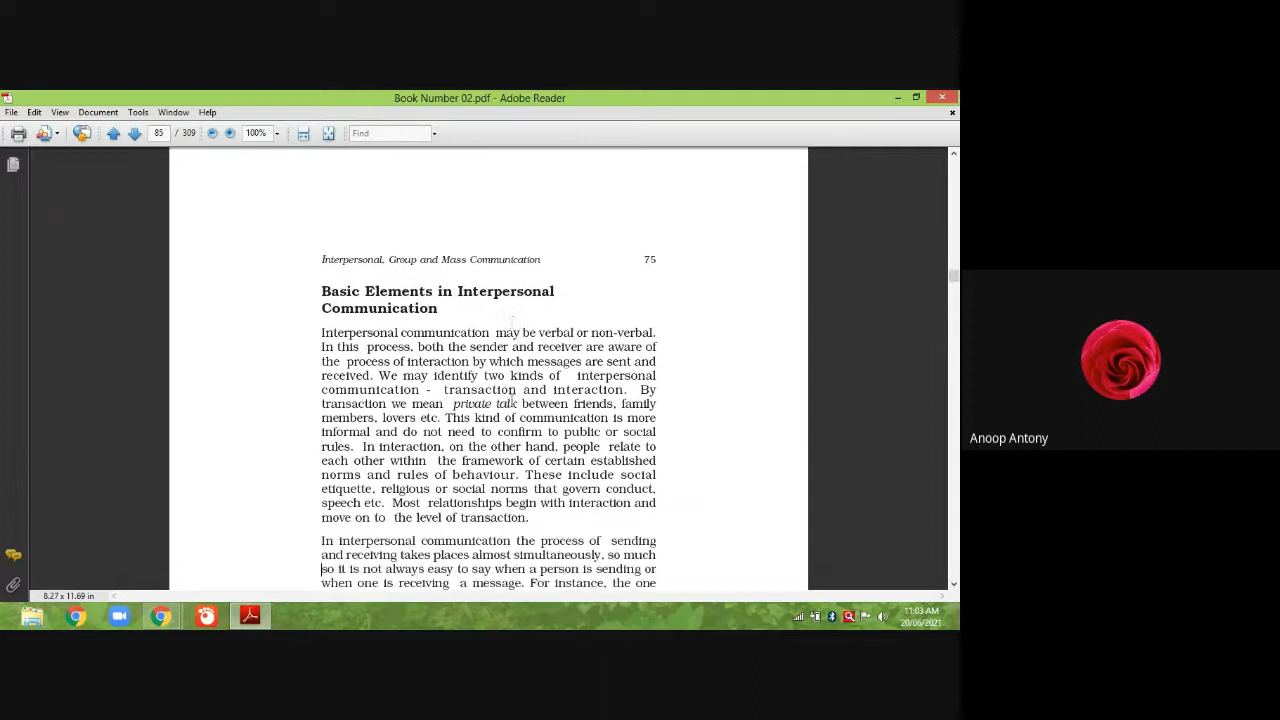 Book Number 02.pdf - Adobe Reader
File Edit View Document Tools Window Help
85 / 309 100% Find
Interpersonal, Group and Mass Communication 75
Basic Elements in Interpersonal
Communication
Interpersonal communication may be verbal or non-verbal.
In this process, both the sender and receiver are aware of
the process of interaction by which messages are sent and
received. We may identify two kinds of interpersonal
communication - transaction and interaction. By
transaction we mean private talk between friends, family
members, lovers etc. This kind of communication is more
informal and do not need to confirm to public or social
rules. In interaction, on the other hand, people relate to
each other within the framework of certain established
norms and rules of behaviour. These include social
etiquette, religious or social norms that govern conduct,
speech etc. Most relationships begin with interaction and
move on to the level of transaction.
In interpersonal communication the process of sending
and receiving takes places almost simultaneously, so much
so it is not always easy to say when a person is sending or
when one is receiving a message. For instance, the one
8.27 x 11.69 in
11:03 AM
20/06/2021
Anoop Antony